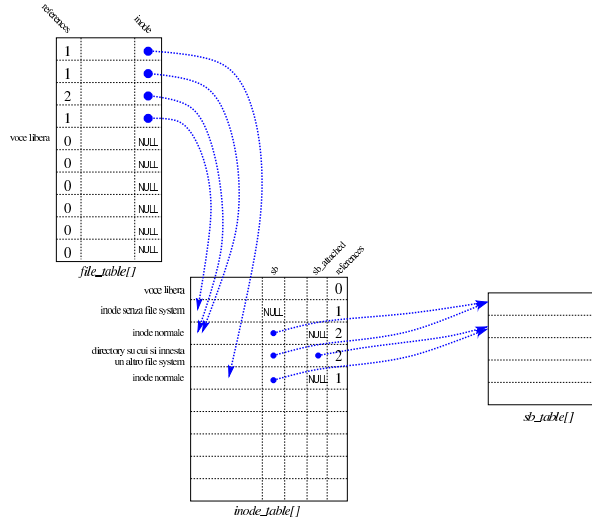 references
inode
1
1
2
1
voce libera
0
NULL
0
NULL
0
NULL
0
NULL
0
NULL
0
NULL
file_table[]
sb
sb_attached
references
voce libera
0
inode senza file system
NULL
1
inode normale
NULL
2
directory su cui si innesta
un altro file system
2
inode normale
NULL
1
inode_table[]
sb_table[]